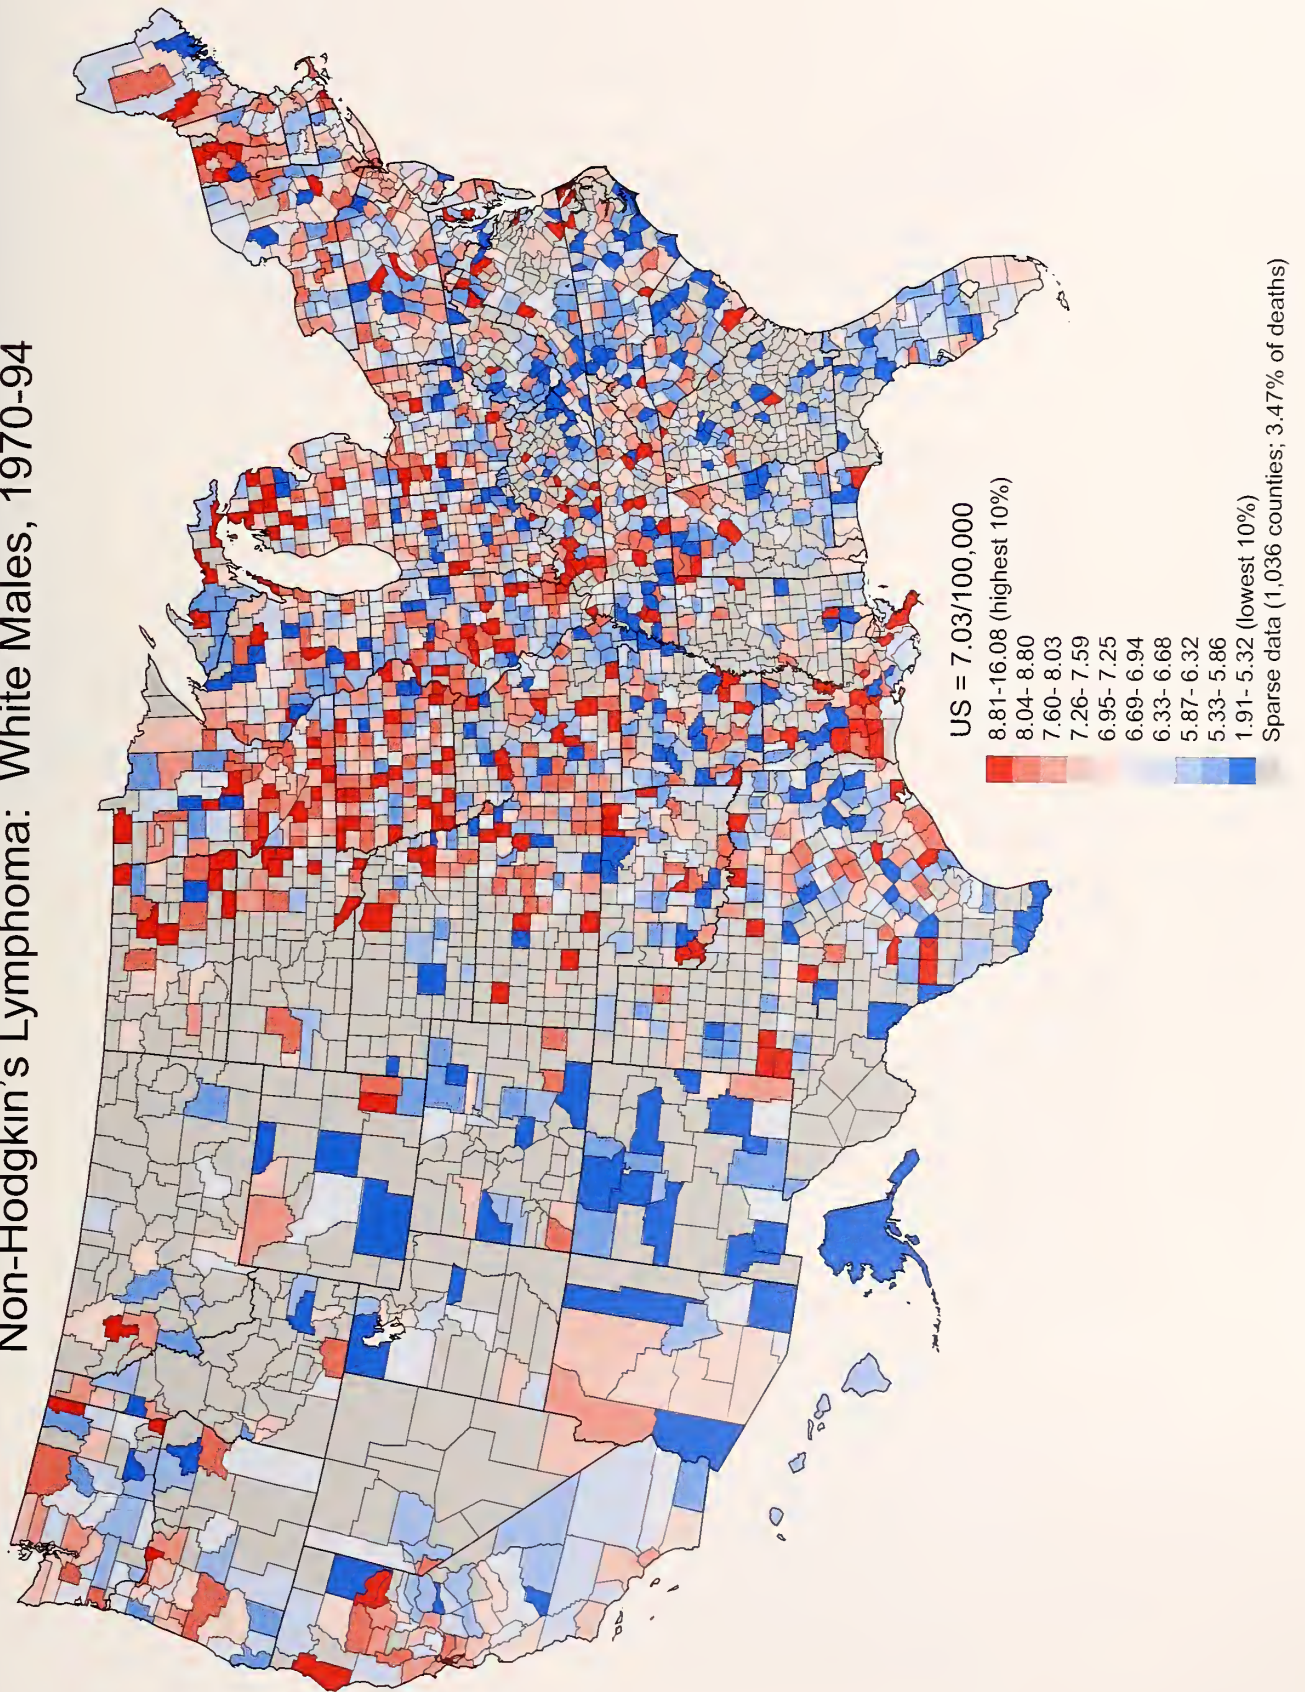 Non-Hodgkin's Lymphoma: White Males, 1970-94
US = 7.03/100,000
8.81-16.08 (highest 10%)
8.04- 8.80
7.60- 8.03
7.26- 7.59
6.95- 7.25
6.69- 6.94
6.33- 6.68
5.87- 6.32
5.33- 5.86
1.91- 5.32 (lowest 10%)
Sparse data (1,036 counties; 3.47% of deaths)